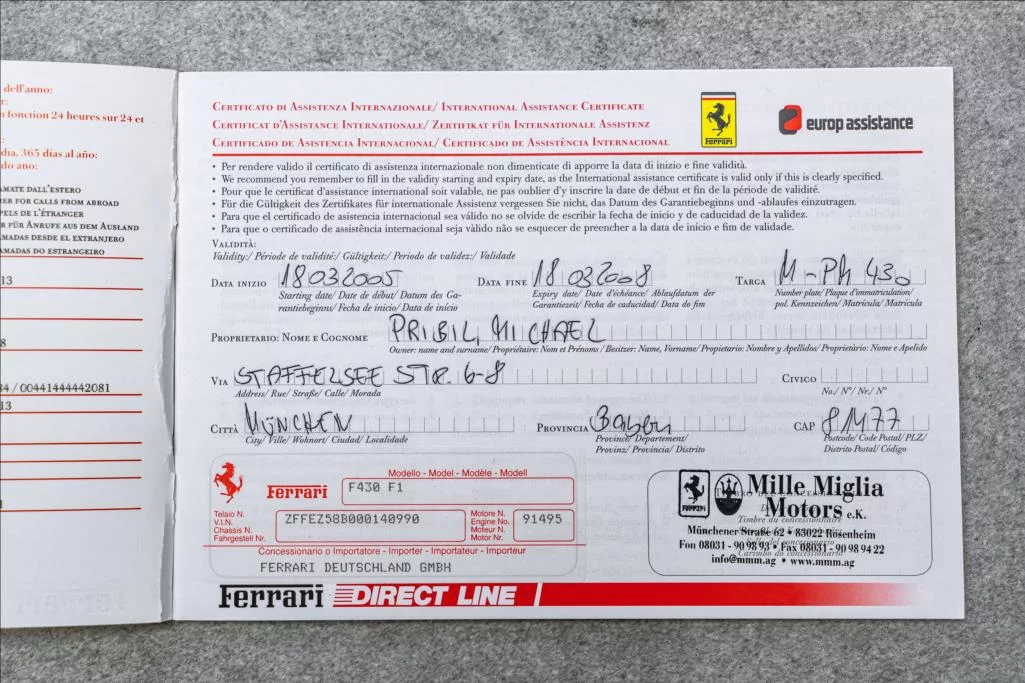 dell'anno:
r:
n fonction 24 heures sur 24 et
dia, 365 días al año:
do ano:
AMATE DALL'ESTERO
ER FOR CALLS FROM ABROAD
PELS DE L'ÉTRANGER
R FÜR ANRUFE AUS DEM AUSLAND
AMADAS DESDE EL EXTRANJERO
AMADAS DO ESTRANGEIRO
13
8
34 / 00441444442081
13
CERTIFICATO DI ASSISTENZA INTERNAZIONALE/ INTERNATIONAL ASSISTANCE CERTIFICATE
CERTIFICAT D'ASSISTANCE INTERNATIONALE/ ZERTIFIKAT FÜR INTERNATIONALE ASSISTENZ
CERTIFICADO DE ASISTENCIA INTERNACIONAL/ CERTIFICADO DE ASSISTÊNCIA INTERNACIONAL
Ferrari
europ assistance
• Per rendere valido il certificato di assistenza internazionale non dimenticate di apporre la data di inizio e fine validità.
• We recommend you remember to fill in the validity starting and expiry date, as the International assistance certificate is valid only if this is clearly specified.
• Pour que le certificat d'assistance international soit valable, ne pas oublier d'y inscrire la date de début et fin de la période de validité.
• Für die Gültigkeit des Zertifikates für internationale Assistenz vergessen Sie nicht, das Datum des Garantiebeginns und -ablaufes einzutragen.
• Para que el certificado de asistencia internacional sea válido no se olvide de escribir la fecha de inicio y de caducidad de la validez.
• Para que o certificado de assistência internacional seja vàlido não se esquecer de preencher a data de início e fim de validade.
VALIDITÀ:
Validity:/ Période de validité:/ Gültigkeit:/ Periodo de validez:/ Validade
DATA INIZIO 18032005 DATA FINE 18032008 TARGA M-PM 430
Starting date/ Date de début/ Datum des Ga- Expiry date/ Date d'échéance/ Ablaufdatum der Number plate/ Plaque d'immatriculation/
rantiebeginns/ Fecha de inicio/ Data de início Garantiezeit/ Fecha de caducidad/ Data do fim pol. Kennzeichen/ Matrícula/ Matrícula
PROPRIETARIO: NOME E COGNOME PRIBIL, MICHAEL
Owner: name and surname/ Propriétaire: Nom et Prénoms / Besitzer: Name, Vorname/ Propietario: Nombre y Apellidos/ Proprietàrio: Nome e Apelido
VIA STAFFELSEE STR. 6-8 CIVICO
Address/ Rue/ Straße/ Calle/ Morada No./ N°/ Nr./ N°
CITTÀ MÜNCHEN PROVINCIA Bayern CAP 81477
City/ Ville/ Wohnort/ Ciudad/ Localidade Province/ Departement/ Postcode/ Code Postal/ PLZ/
Provinz/ Provincia/ Distrito Distrito Postal/ Código
Modello - Model - Modèle - Modell
Ferrari F430 F1
Telaio N.
V.I.N.
Chassis N.
Fahrgestell Nr.
ZFFEZ58B000140990
Motore N.
Engine No.
Moteur N.
Motor Nr.
91495
Concessionario o Importatore - Importer - Importateur - Importeur
FERRARI DEUTSCHLAND GMBH
Mille Miglia
Motors e.K.
Timbre du concessionnaire
Münchener Straße 62 • 83022 Rosenheim
Fon 08031 - 90 98 93 • Fax 08031 - 90 98 94 22
Carimbo do concessionário
info@mmm.ag • www.mmm.ag
Ferrari DIRECT LINE